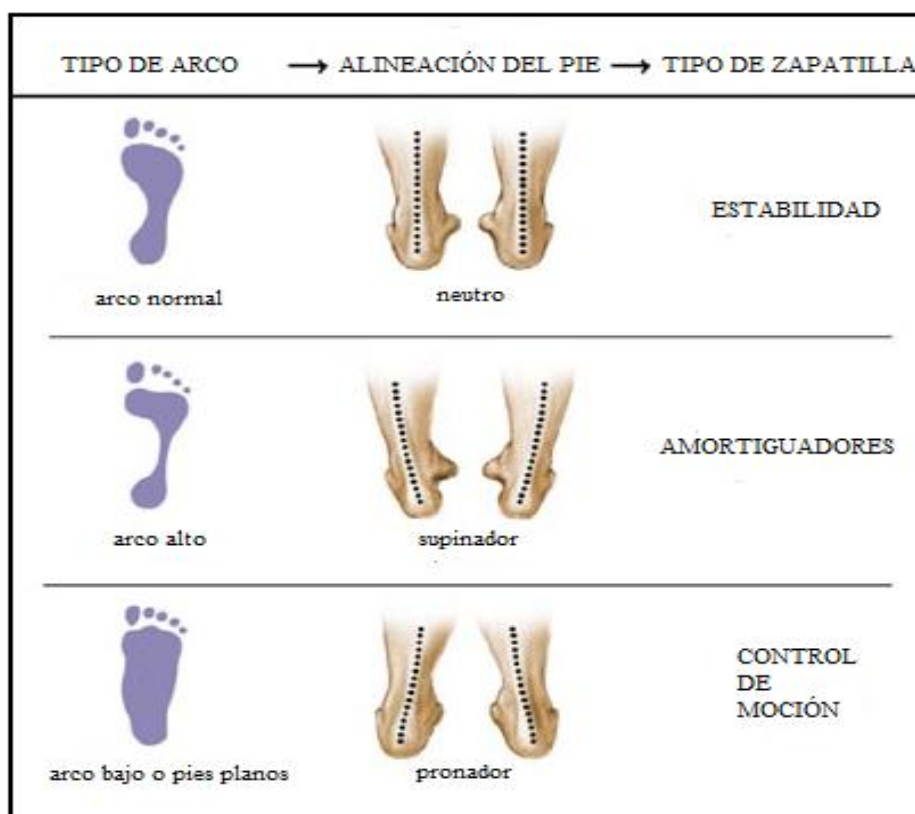 TIPO DE ARCO → ALINEACIÓN DEL PIE → TIPO DE ZAPATILLA
ESTABILIDAD
arco normal neutro
AMORTIGUADORES
arco alto supinador
CONTROL
DE
MOCIÓN
arco bajo o pies planos pronador